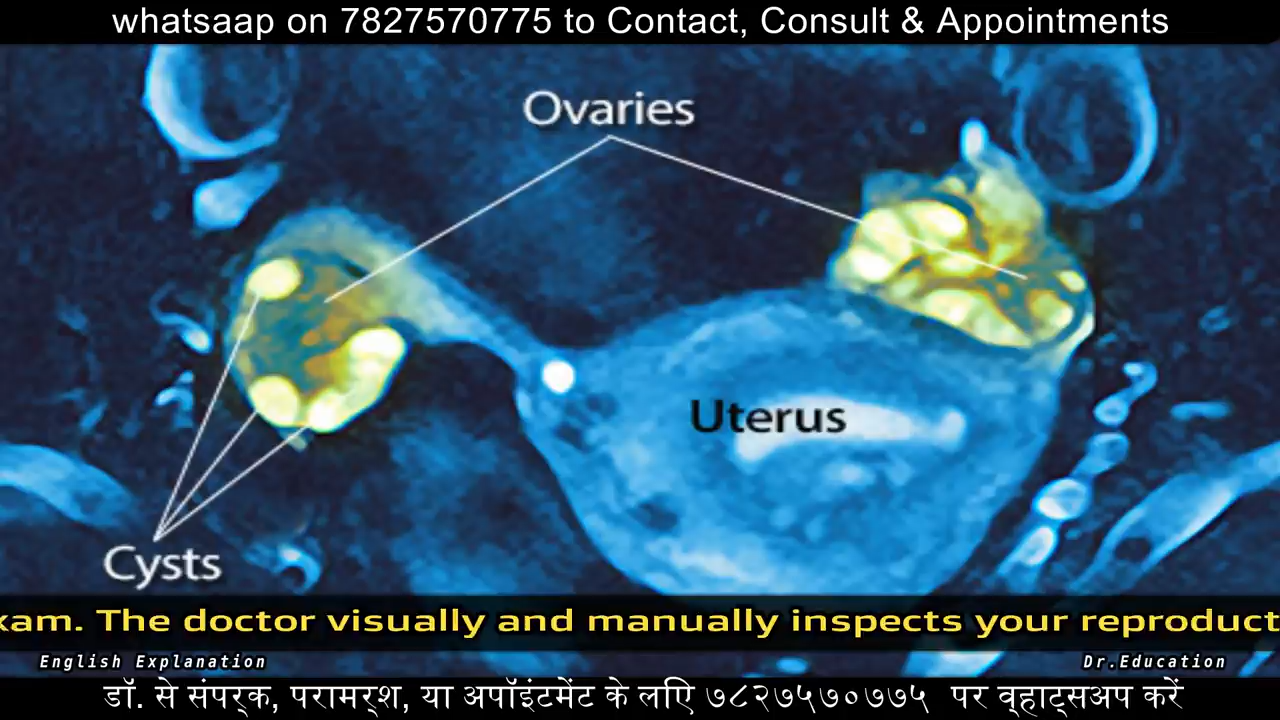 whatsaap on 7827570775 to Contact, Consult & Appointments
Ovaries
Uterus
Cysts
xam. The doctor visually and manually inspects your reproduct
English Explanation
Dr.Education
डॉ. से संपर्क, परामर्श, या अपॉइंटमेंट के लिए ७८२७५७०७७५ पर व्हाट्सअप करें